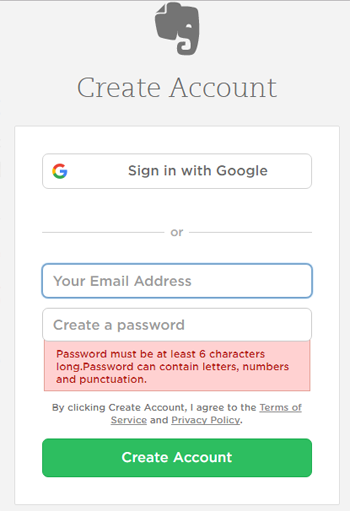 Create Account
Sign in with Google
or
Your Email Address
Create a password
Password must be at least 6 characters
long.Password can contain letters, numbers
and punctuation.
By clicking Create Account, I agree to the Terms of
Service and Privacy Policy.
Create Account